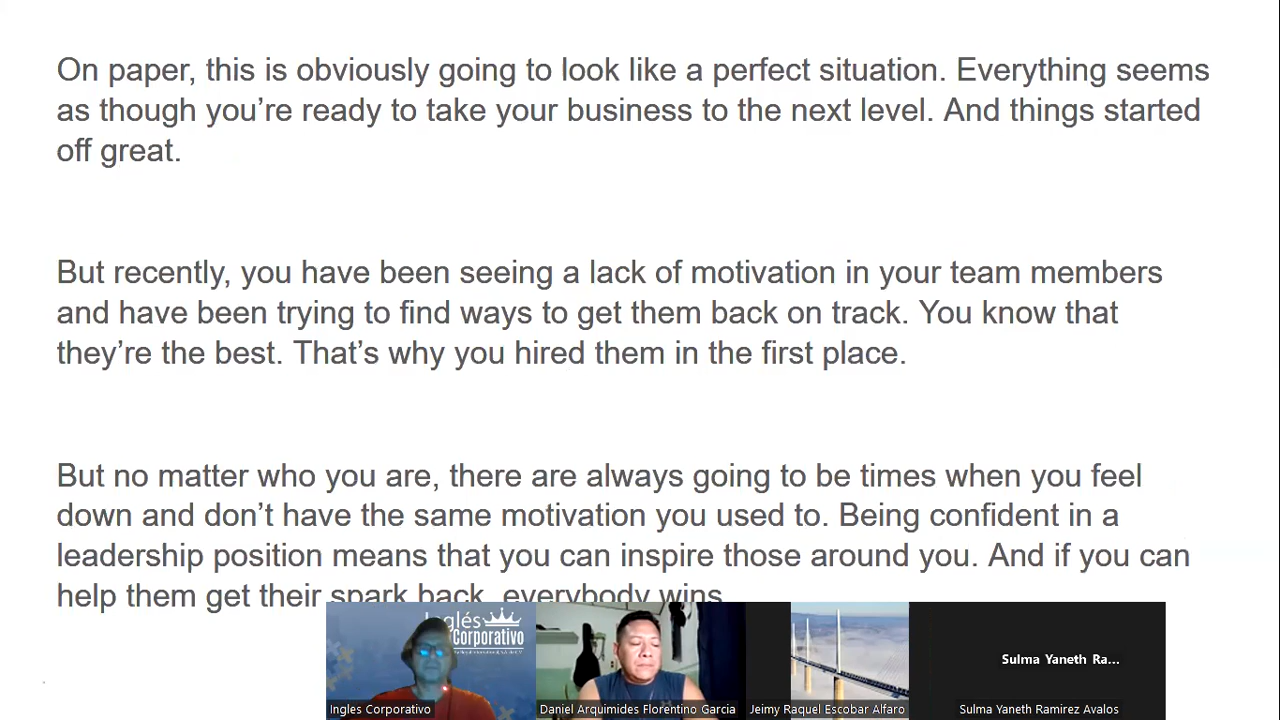 On paper, this is obviously going to look like a perfect situation. Everything seems
as though you're ready to take your business to the next level. And things started
off great.
But recently, you have been seeing a lack of motivation in your team members
and have been trying to find ways to get them back on track. You know that
they're the best. That's why you hired them in the first place.
But no matter who you are, there are always going to be times when you feel
down and don't have the same motivation you used to. Being confident in a
leadership position means that you can inspire those around you. And if you can
help them get their spark back, everybody wins
Inglés
Corporativo
Sulma Yaneth Ra...
Ingles Corporativo
Daniel Arquimides Florentino Garcia
Jeimy Raquel Escobar Alfaro
Sulma Yaneth Ramirez Avalos